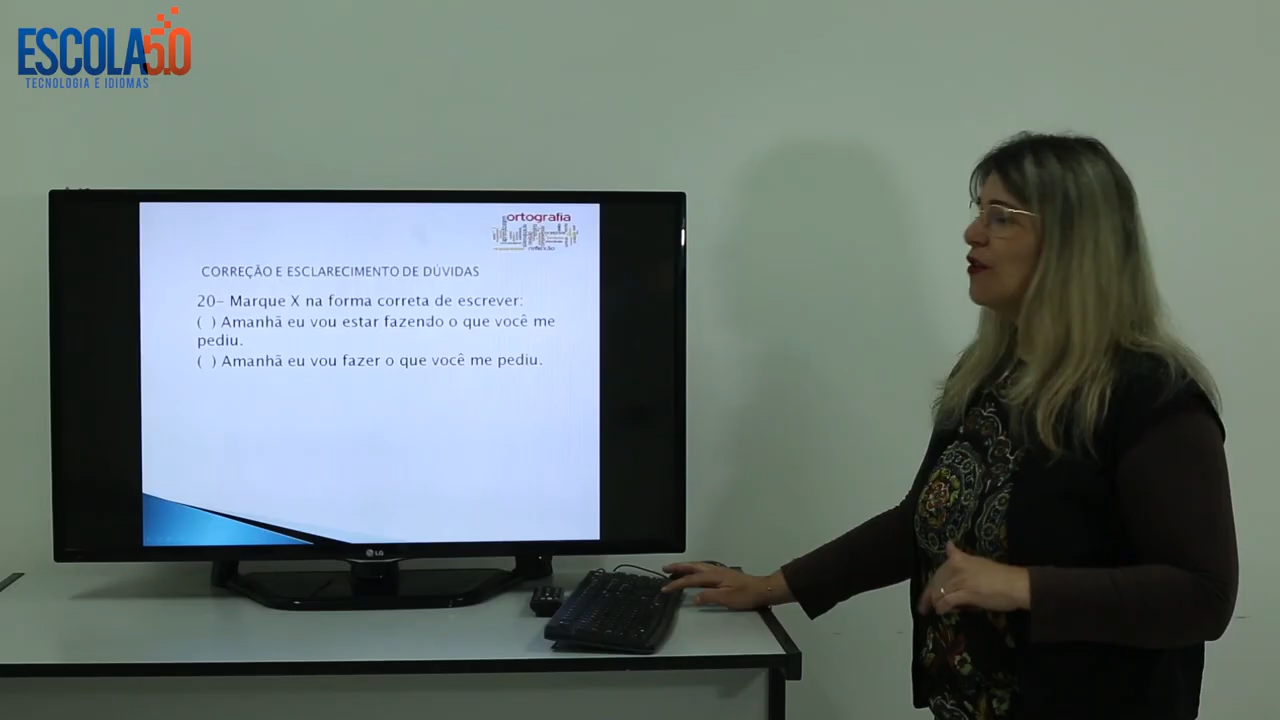 ESCOLA5.0
TECNOLOGIA E IDIOMAS
ortografia
reflexão
CORREÇÃO E ESCLARECIMENTO DE DÚVIDAS
20- Marque X na forma correta de escrever:
( ) Amanhã eu vou estar fazendo o que você me
pediu.
( ) Amanhã eu vou fazer o que você me pediu.
LG